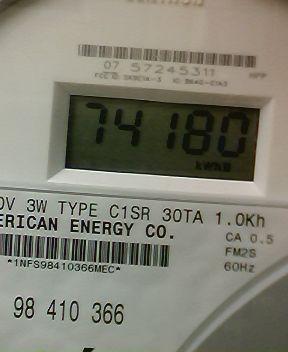 07 57245311
74180
kWh
0V 3W TYPE C1SR 30TA 1.0Kh
ERICAN ENERGY CO.
CA 0.5
FM2S
60Hz
*1NFS98410366MEC*
98 410 366